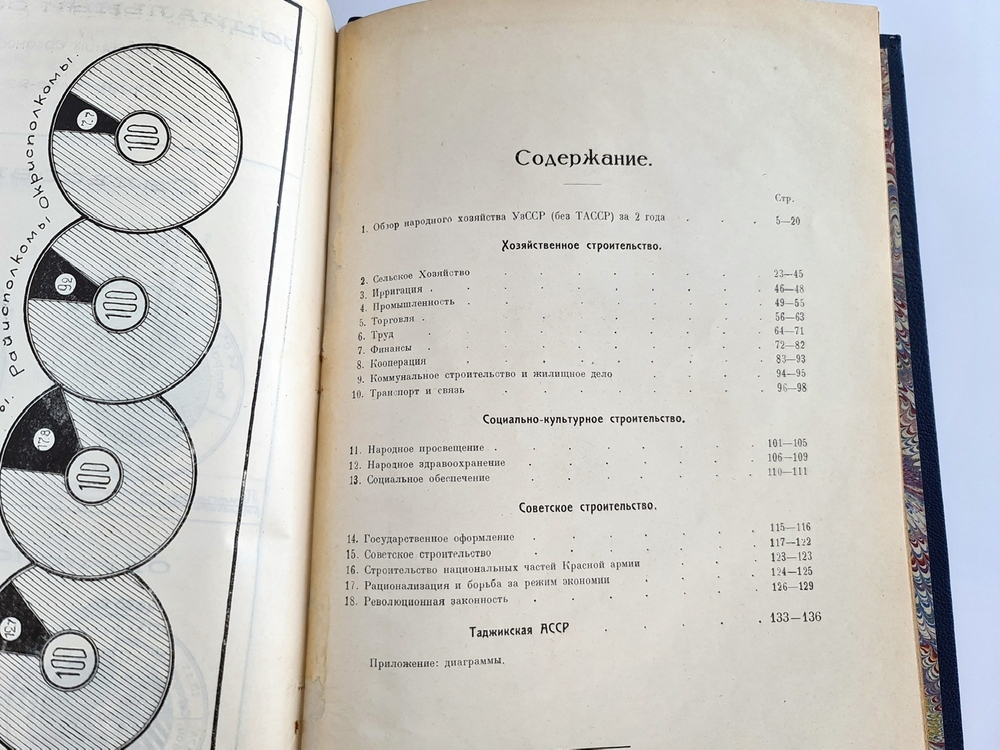 Окрисполкомы.
Райисполкомы
100
100
3,6
100
17,8
100
Содержание.
Стр.
1. Обзор народного хозяйства УзССР (без ТАССР) за 2 года 5—20
Хозяйственное строительство.
2. Сельское Хозяйство 23—45
3. Ирригация 46—48
4. Промышленность 49—55
5. Торговля 56—63
6. Труд 64—71
7. Финансы 72—82
8. Кооперация 83—93
9. Коммунальное строительство и жилищное дело 94—95
10. Транспорт и связь 96—98
Социально-культурное строительство.
11. Народное просвещение 101—105
12. Народное здравоохранение 106—109
13. Социальное обеспечение 110—111
Советское строительство.
14. Государственное оформление 115—116
15. Советское строительство 117—122
16. Строительство национальных частей Красной армии 123—123
17. Рационализация и борьба за режим экономии 124—125
18. Революционная законность 126—129
Таджикская АССР 133—136
Приложение: диаграммы.